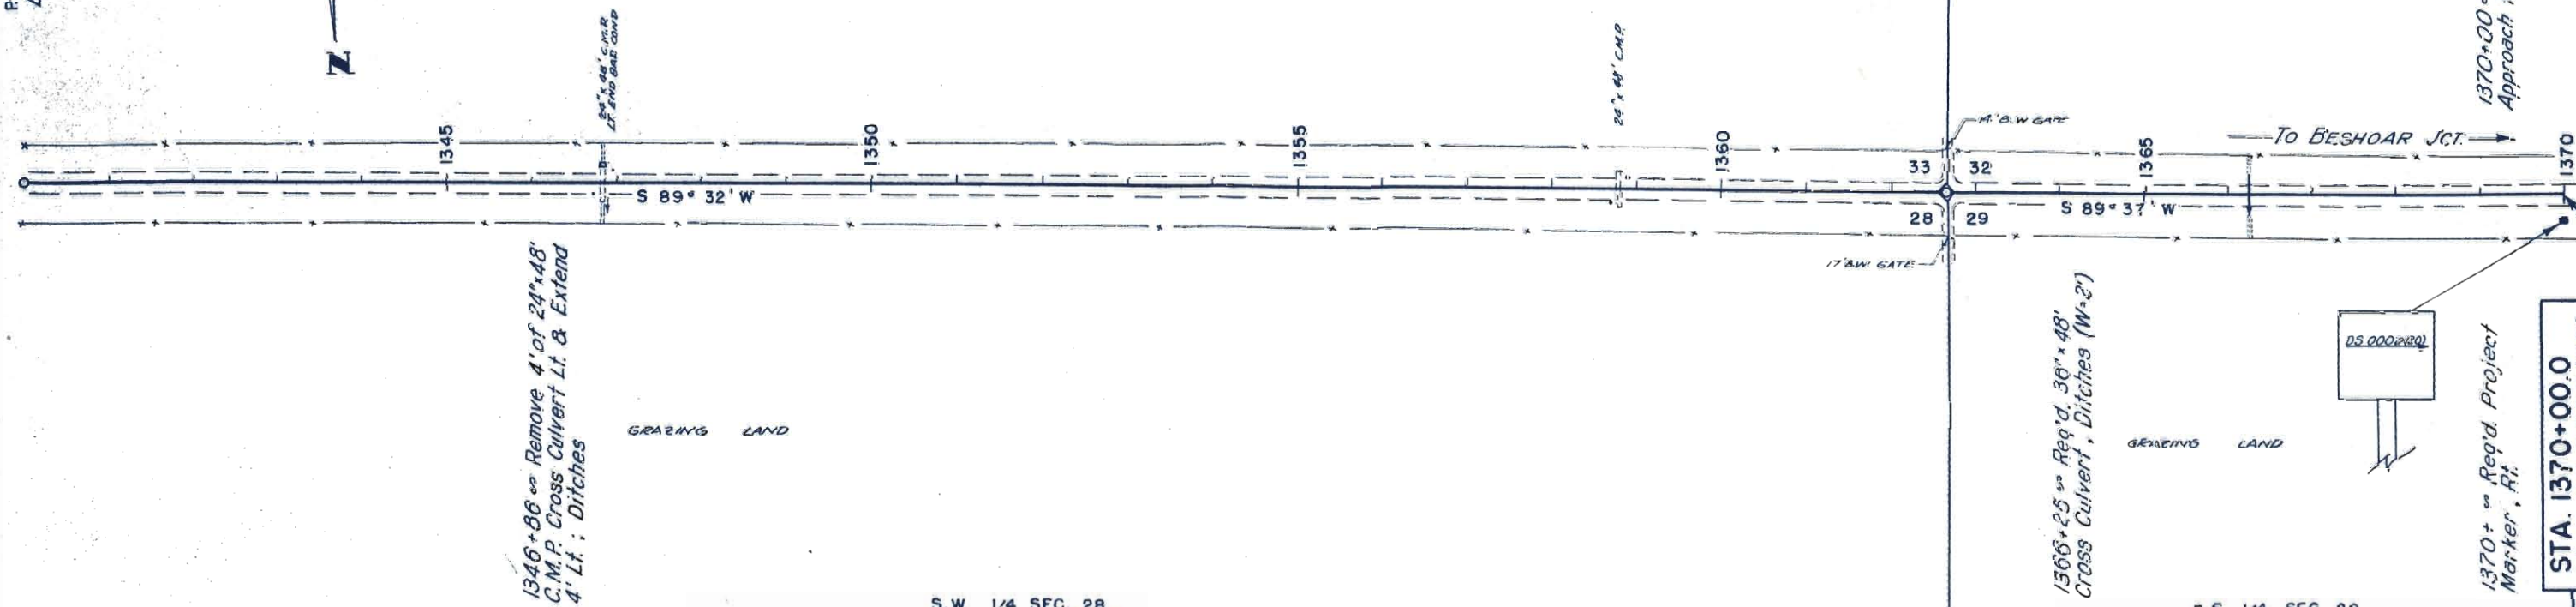 N
24" x 48' C.M.P.
LT. END BAD COND
24" x 48' C.M.P.
1370+00
Approach
14' B.W GATE
TO BESHOAR JCT.
1345
1350
1355
1360
1365
1370
33 32
28 29
S 89° 32' W
S 89° 37' W
17' B.W. GATE
1346+86 ∽ Remove 4' of 24"x48'
C.M.P. Cross Culvert Lt. & Extend
4' Lt. ; Ditches
GRAZING LAND
1366+25 ∽ Req'd. 36"x48'
Cross Culvert, Ditches (W=2')
GRAZING LAND
DS 0002(30)
1370± ∽ Req'd. Project
Marker, Rt.
STA. 1370+00.0
S.W. 1/4 SEC. 28